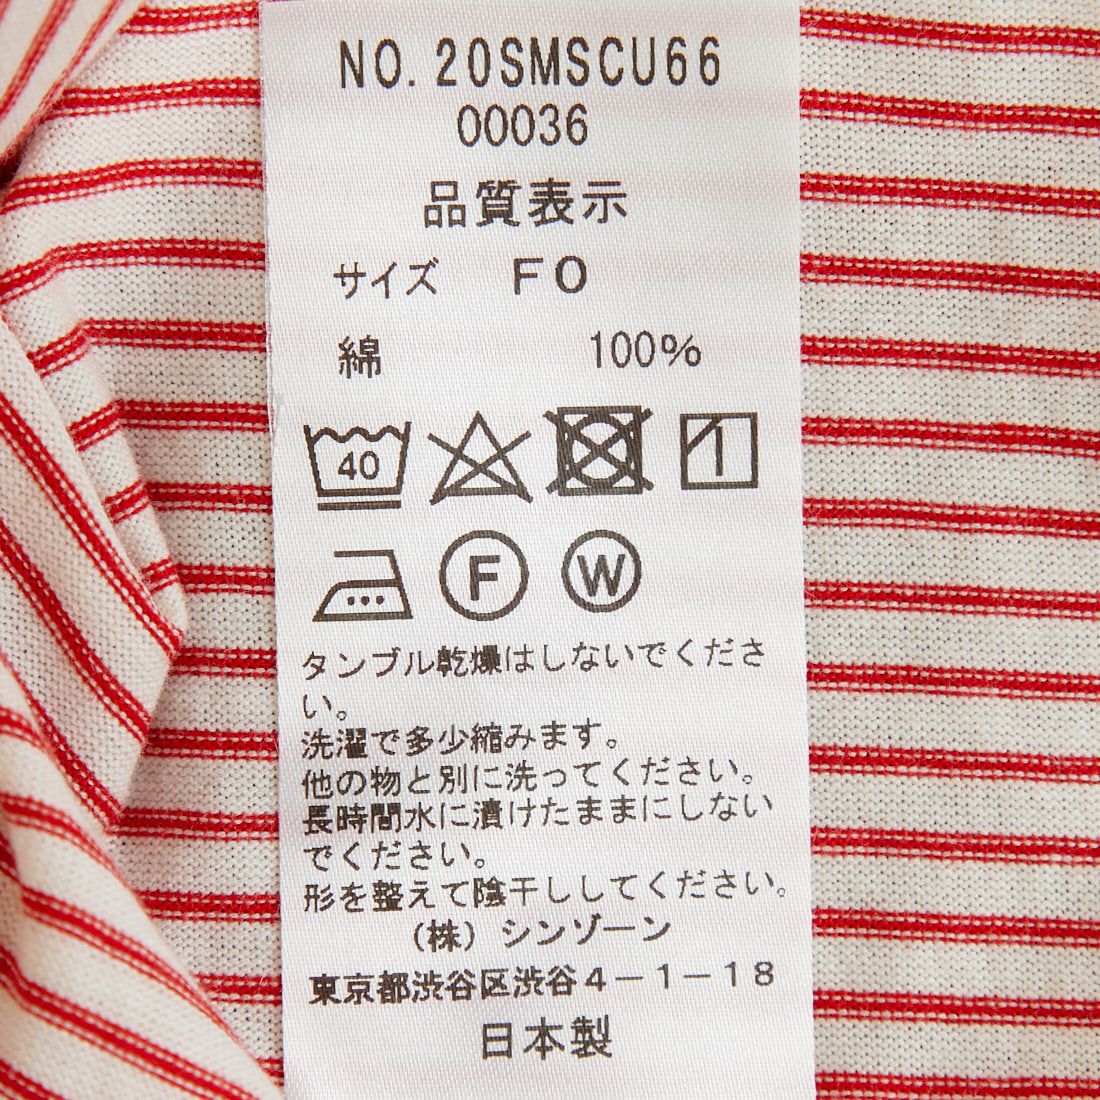 NO.20SMSCU66
00036
品質表示
サイズ FO
綿 100%
40
F W
タンブル乾燥はしないでくださ
い。
洗濯で多少縮みます。
他の物と別に洗ってください。
長時間水に漬けたままにしない
でください。
形を整えて陰干ししてください。
（株）シンゾーン
東京都渋谷区渋谷４－１－１８
日本製